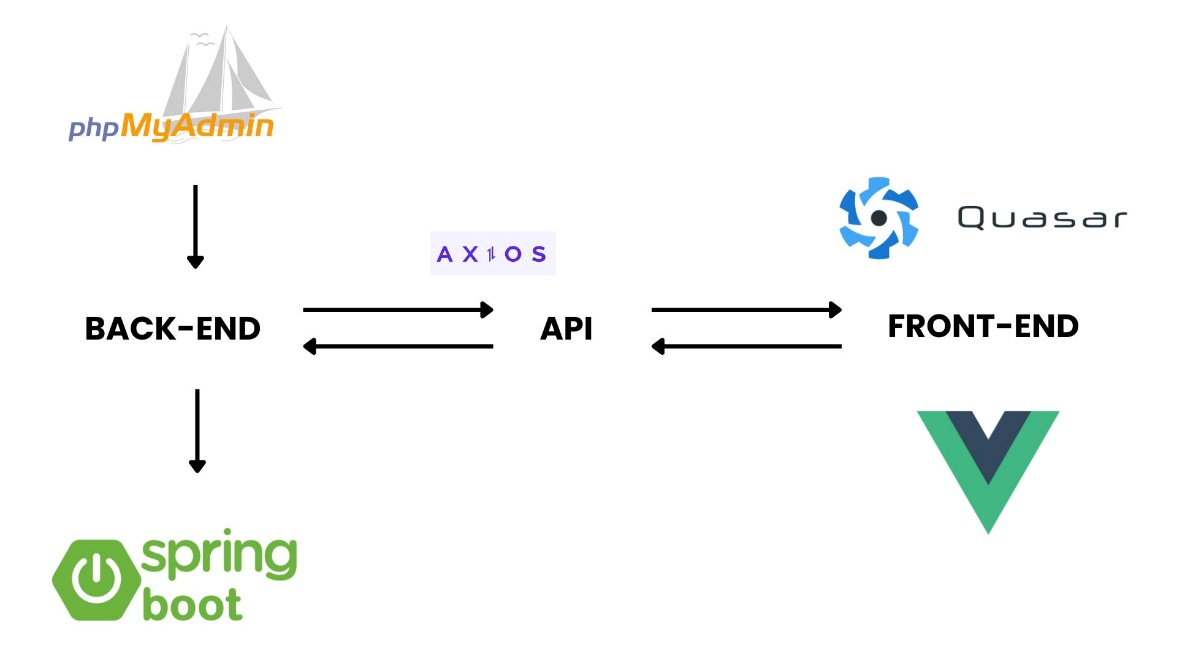 phpMyAdmin
Quasar
AXIOS
BACK-END
API
FRONT-END
spring
boot